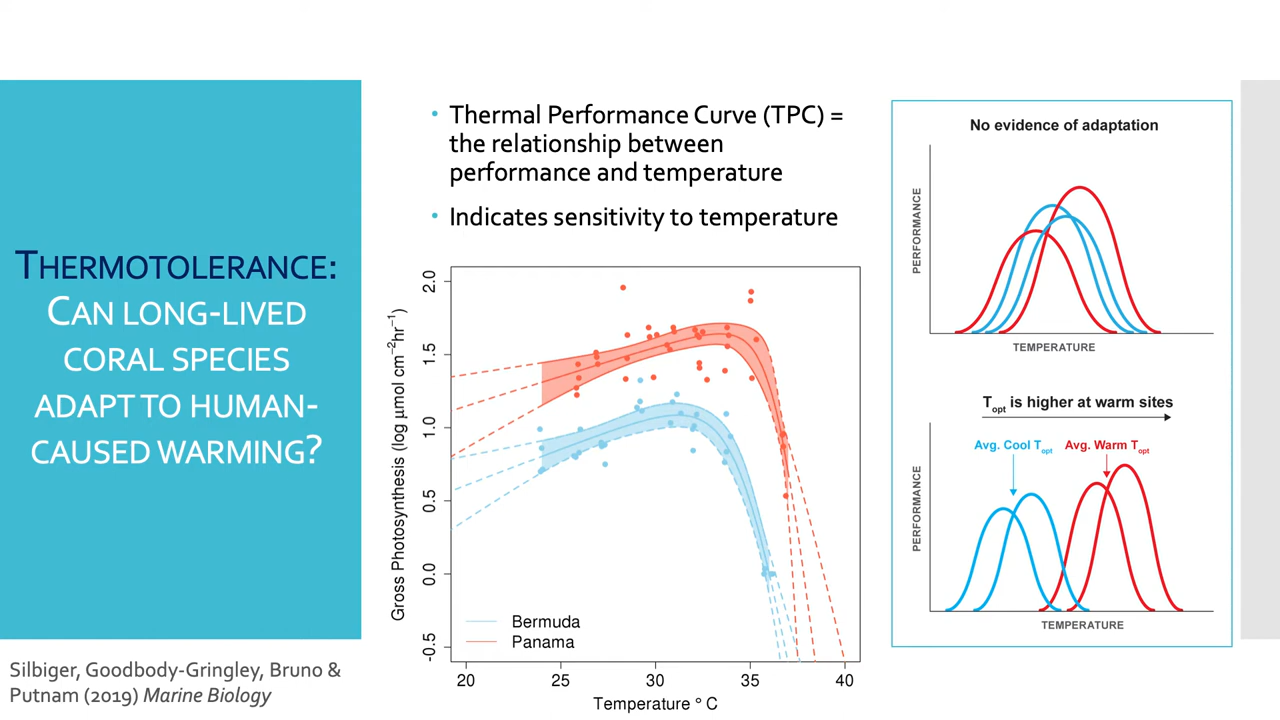 THERMOTOLERANCE:
CAN LONG-LIVED
CORAL SPECIES
ADAPT TO HUMAN-
CAUSED WARMING?
Silbiger, Goodbody-Gringley, Bruno &
Putnam (2019) Marine Biology
• Thermal Performance Curve (TPC) =
the relationship between
performance and temperature
• Indicates sensitivity to temperature
Gross Photosynthesis (log μmol cm⁻²hr⁻¹)
2.0
1.5
1.0
0.5
0.0
-0.5
Bermuda
Panama
20 25 30 35 40
Temperature ° C
No evidence of adaptation
PERFORMANCE
TEMPERATURE
Topt is higher at warm sites
Avg. Cool Topt Avg. Warm Topt
PERFORMANCE
TEMPERATURE